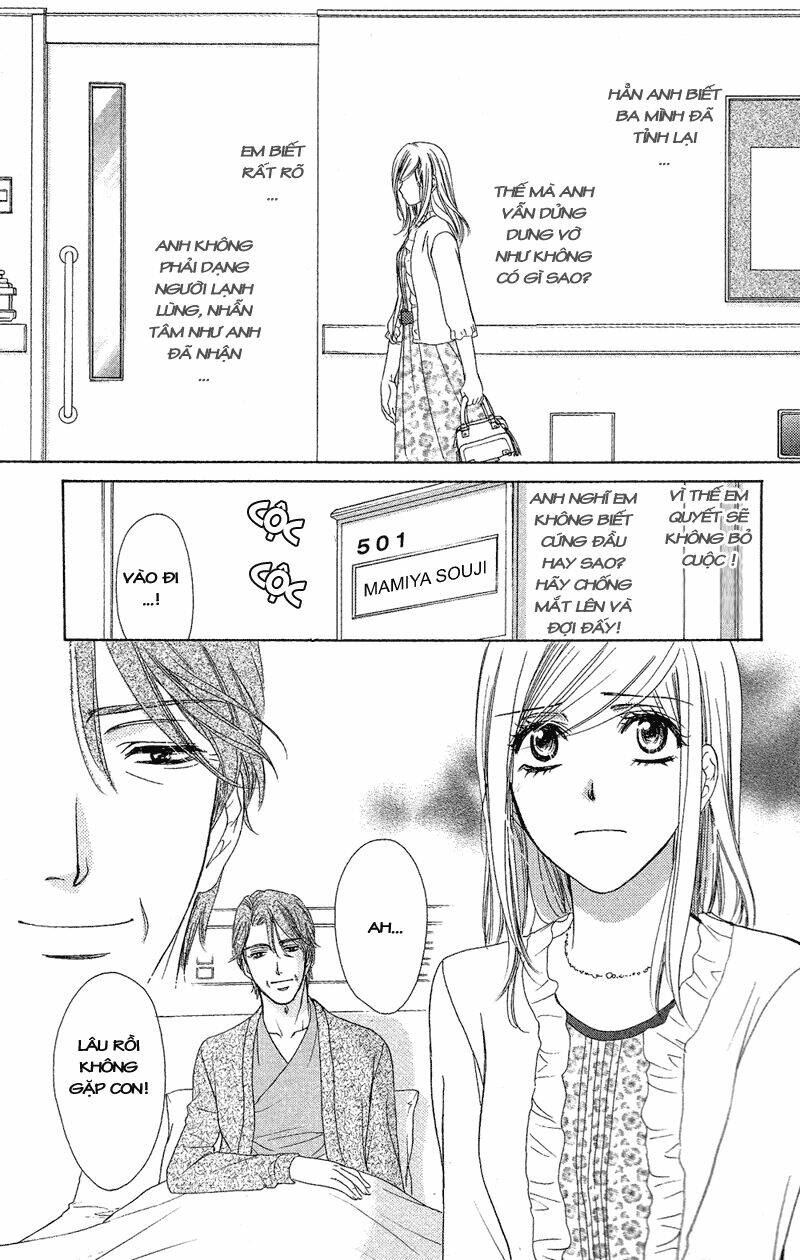 HẲN ANH BIẾT
BA MÌNH ĐÃ
TỈNH LẠI
...
THẾ MÀ ANH
VẪN DỬNG
DƯNG VỜ
NHƯ KHÔNG
CÓ GÌ SAO?
EM BIẾT
RẤT RÕ
...
ANH KHÔNG
PHẢI DẠNG
NGƯỜI LẠNH
LÙNG, NHẪN
TÂM NHƯ ANH
ĐÃ NHẬN
...
VÌ THẾ EM
QUYẾT SẼ
KHÔNG BỎ
CUỘC !
ANH NGHĨ EM
KHÔNG BIẾT
CỨNG ĐẦU
HAY SAO?
HÃY CHỐNG
MẮT LÊN VÀ
ĐỢI ĐẤY!
501
MAMIYA SOUJI
CỘC
CỘC
VÀO ĐI
...!
AH...
LÂU RỒI
KHÔNG
GẶP CON!